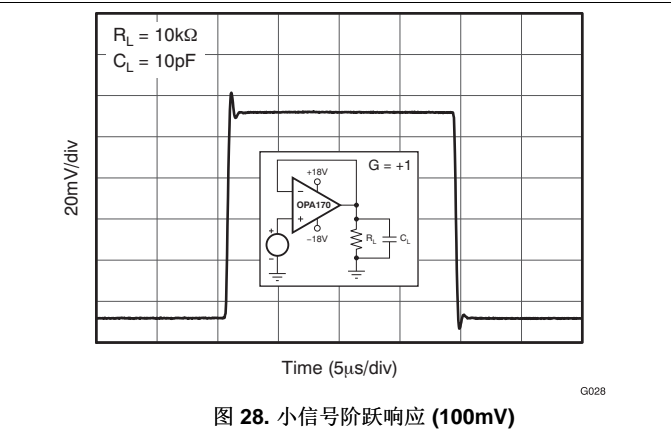 R_L = 10kΩ
C_L = 10pF
20mV/div
G = +1
+18V
−
OPA170
+
+
−
−18V
R_L
C_L
Time (5μs/div)
G028
图 28. 小信号阶跃响应 (100mV)